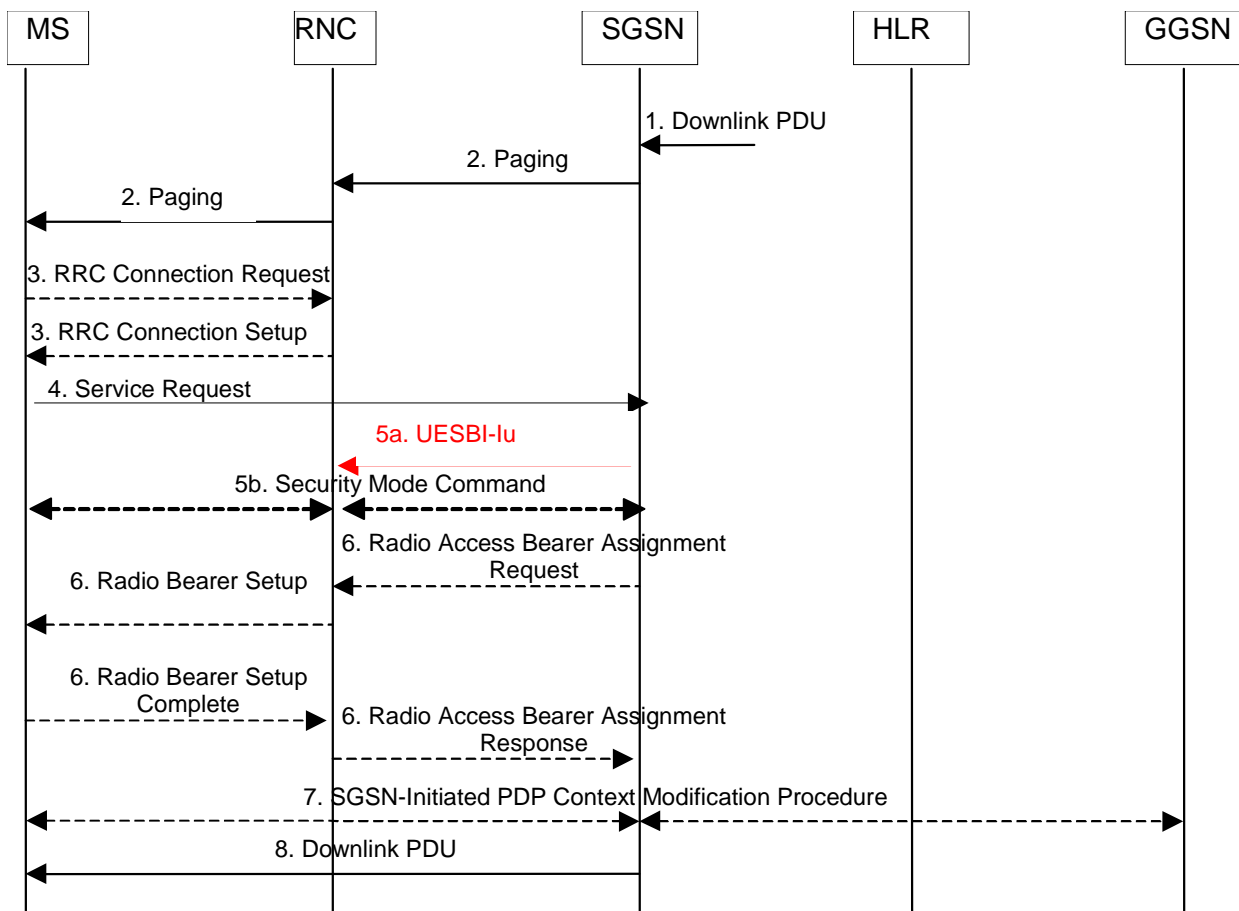 MS
RNC
SGSN
HLR
GGSN
1. Downlink PDU
2. Paging
2. Paging
3. RRC Connection Request
3. RRC Connection Setup
4. Service Request
5a. UESBI-Iu
5b. Security Mode Command
6. Radio Access Bearer Assignment
Request
6. Radio Bearer Setup
6. Radio Bearer Setup
Complete
6. Radio Access Bearer Assignment
Response
7. SGSN-Initiated PDP Context Modification Procedure
8. Downlink PDU